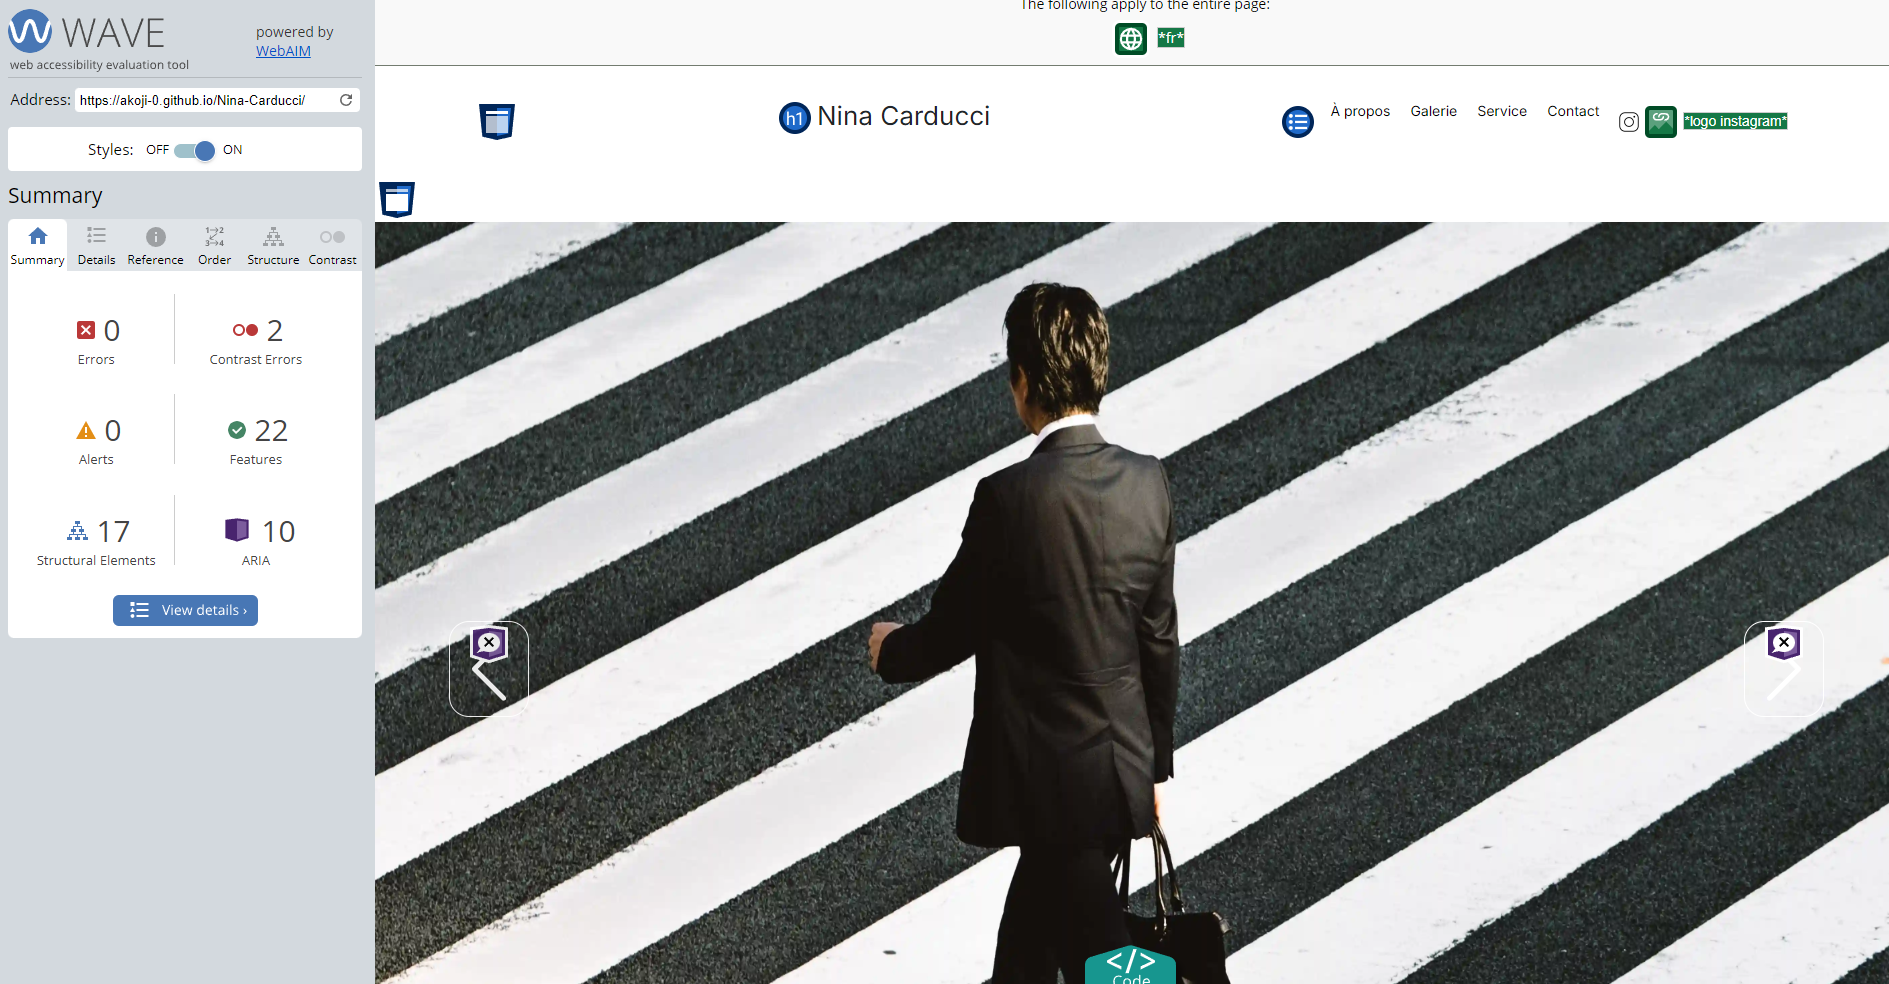 WAVE
powered by
WebAIM
web accessibility evaluation tool
Address: https://akoji-0.github.io/Nina-Carducci/
Styles: OFF ON
Summary
Summary Details Reference Order Structure Contrast
0
Errors
2
Contrast Errors
0
Alerts
22
Features
17
Structural Elements
10
ARIA
View details ›
The following apply to the entire page:
*fr*
h1 Nina Carducci
À propos Galerie Service Contact *logo instagram*
</> Code